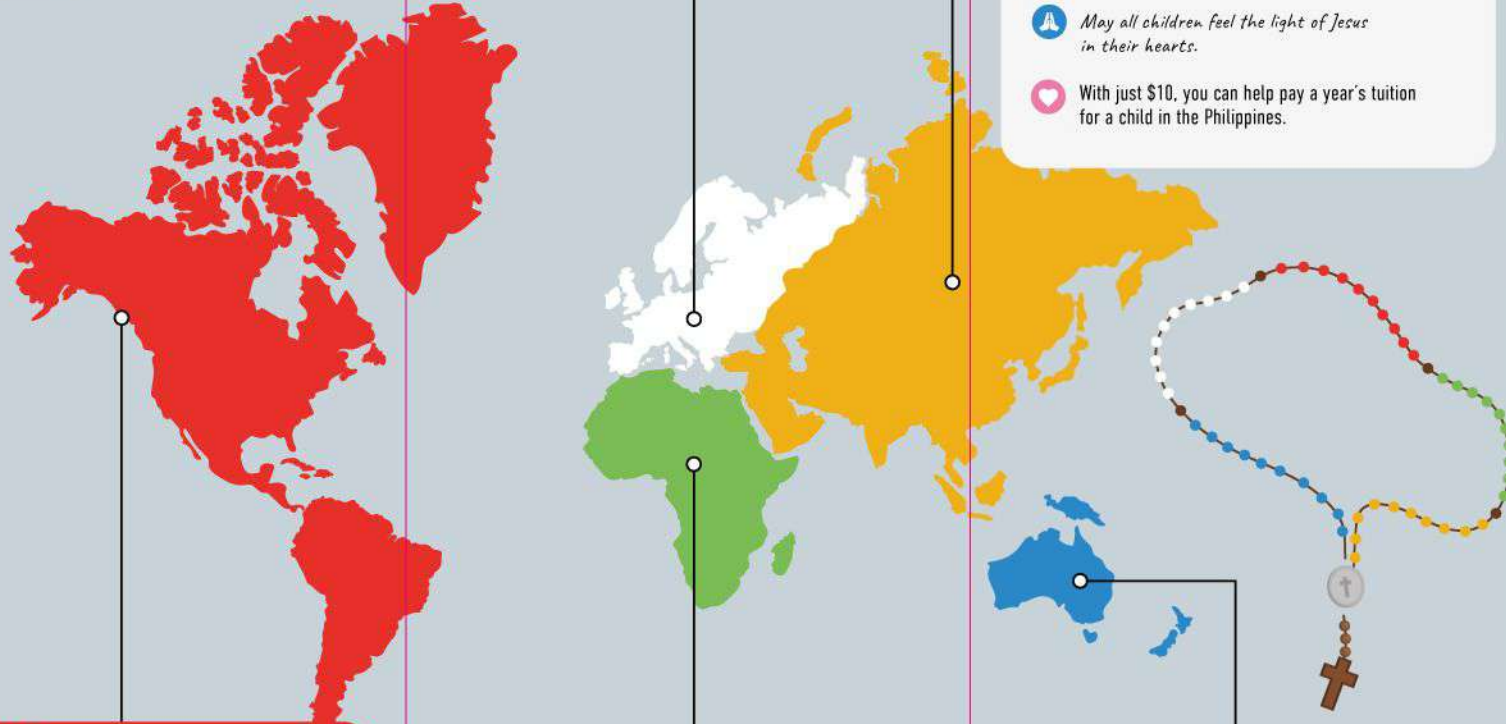 May all children feel the light of Jesus
in their hearts.
With just $10, you can help pay a year's tuition
for a child in the Philippines.